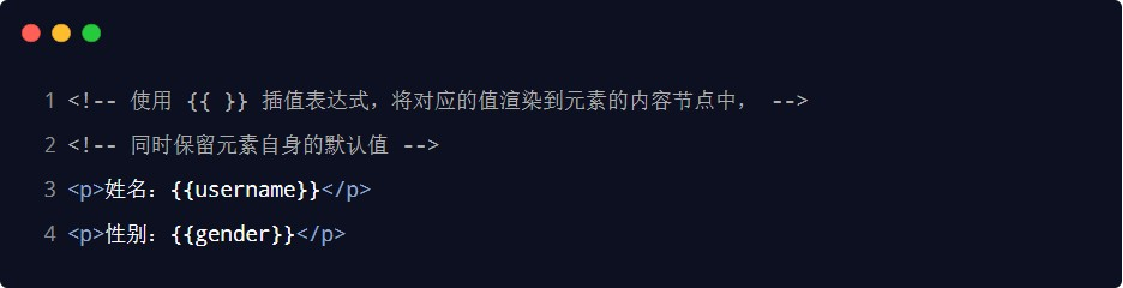 1 <!-- 使用 {{ }} 插值表达式，将对应的值渲染到元素的内容节点中， -->
2 <!-- 同时保留元素自身的默认值 -->
3 <p>姓名：{{username}}</p>
4 <p>性别：{{gender}}</p>